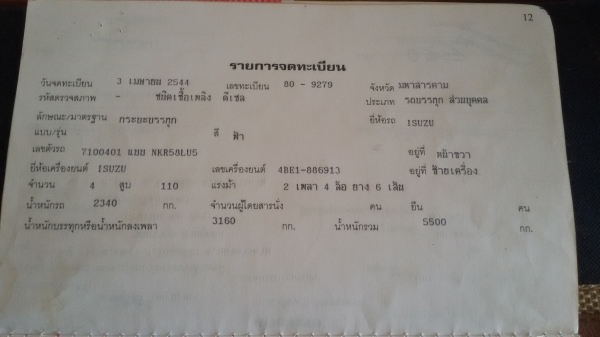 12
รายการจดทะเบียน
วันจดทะเบียน 3 เมษายน 2544 เลขทะเบียน 80 - 9279 จังหวัด มหาสารคาม
รหัสตรวจสภาพ - ชนิดเชื้อเพลิง ดีเซล ประเภท รถบรรทุก ส่วนบุคคล
ลักษณะ/มาตรฐาน กระบะบรรทุก ยี่ห้อรถ ISUZU
แบบ/รุ่น สี ฟ้า
เลขตัวรถ 7100401 แบบ NKR58LU5 อยู่ที่ หน้าขวา
ยี่ห้อเครื่องยนต์ ISUZU เลขเครื่องยนต์ 4BE1-886913 อยู่ที่ ซ้ายเครื่อง
จำนวน 4 สูบ 110 แรงม้า 2 เพลา 4 ล้อ ยาง 6 เส้น
น้ำหนักรถ 2340 กก. จำนวนผู้โดยสารนั่ง คน ยืน คน
น้ำหนักบรรทุกหรือน้ำหนักลงเพลา 3160 กก. น้ำหนักรวม 5500 กก.